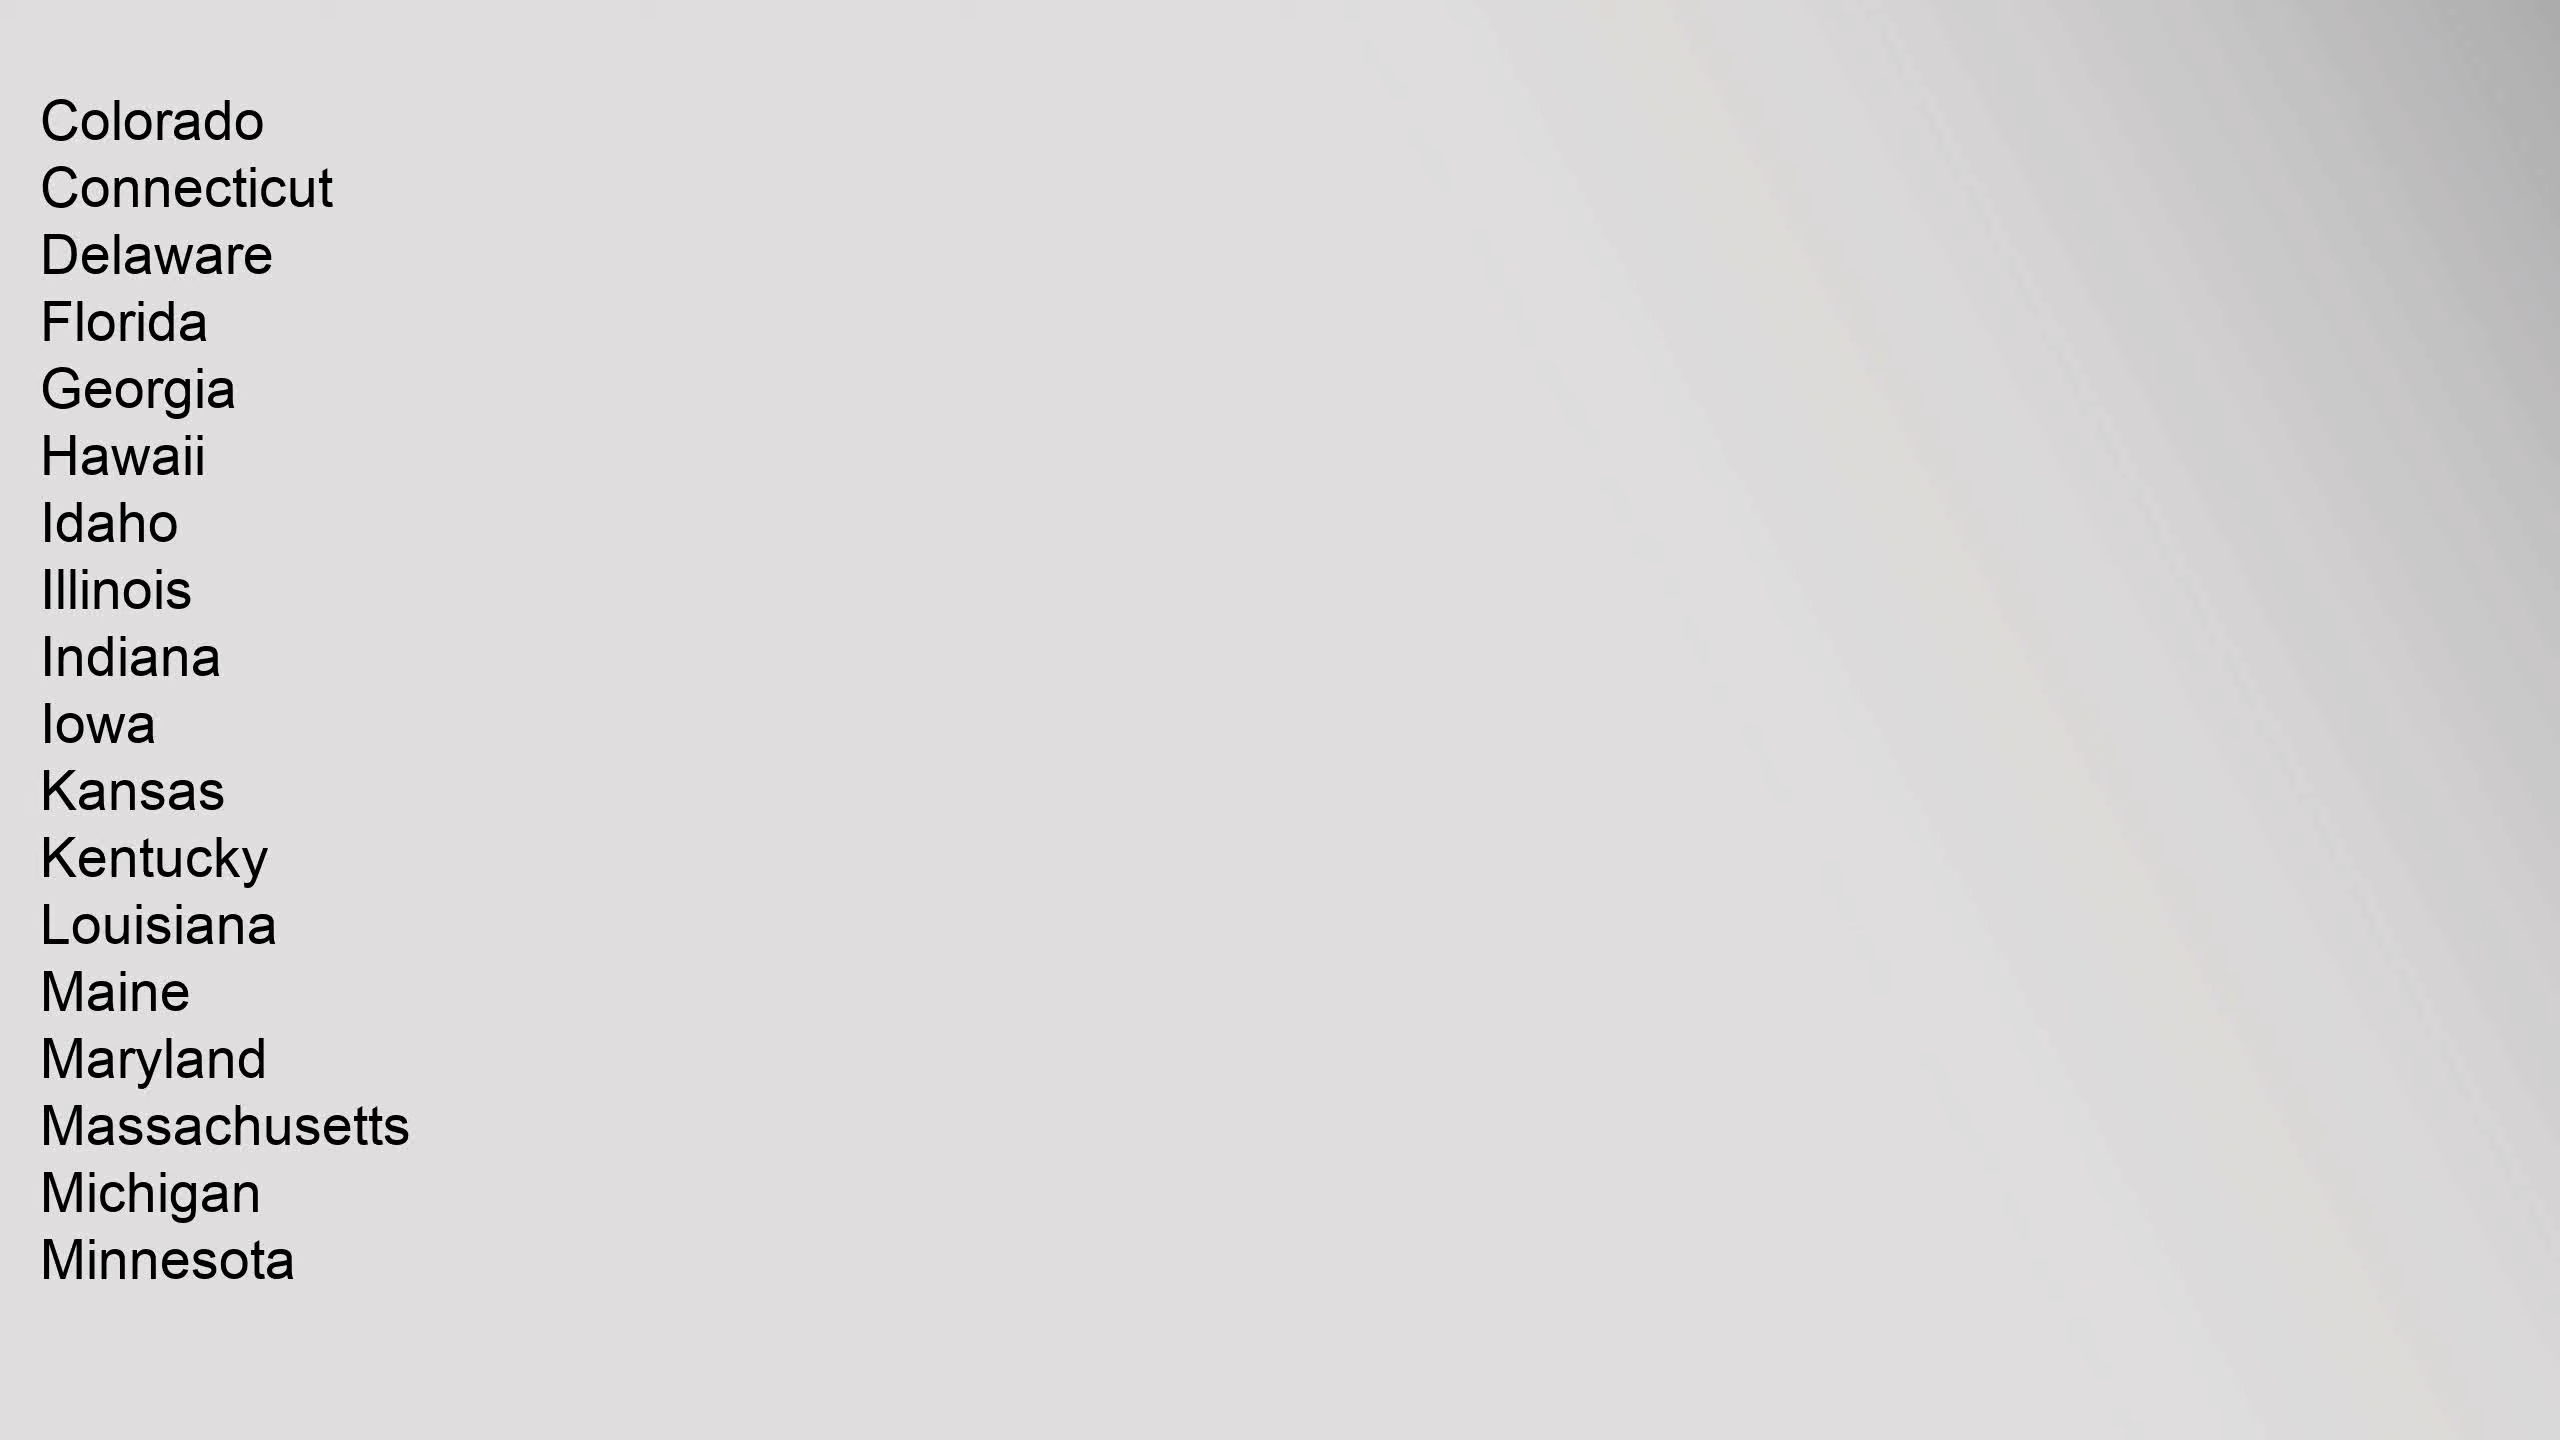 Colorado
Connecticut
Delaware
Florida
Georgia
Hawaii
Idaho
Illinois
Indiana
Iowa
Kansas
Kentucky
Louisiana
Maine
Maryland
Massachusetts
Michigan
Minnesota